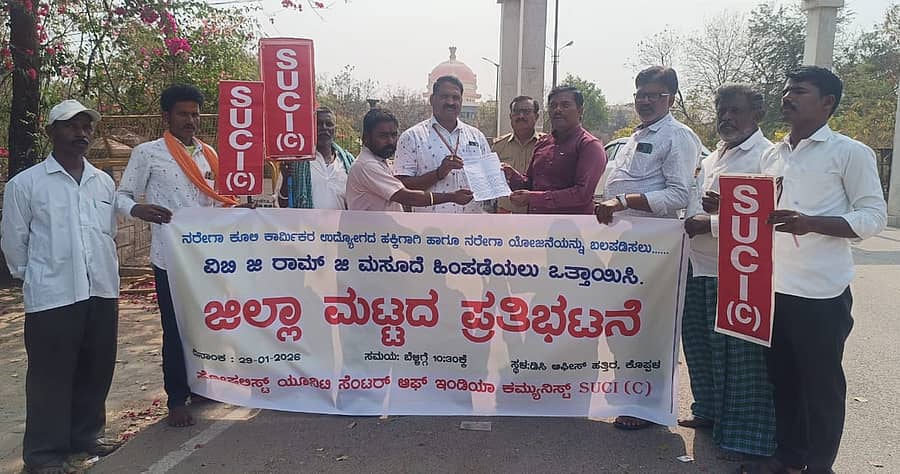 SUCI(C)
SUCI(C)
SUCI(C)
ನರೇಗಾ ಕೂಲಿ ಕಾರ್ಮಿಕರ ಉದ್ಯೋಗದ ಹಕ್ಕಿಗಾಗಿ ಹಾಗೂ ನರೇಗಾ ಯೋಜನೆಯನ್ನು ಬಲಪಡಿಸಲು......
ವಿಬಿ ಜಿ ರಾಮ್ ಜಿ ಮಸೂದೆ ಹಿಂಪಡೆಯಲು ಒತ್ತಾಯಿಸಿ.
ಜಿಲ್ಲಾ ಮಟ್ಟದ ಪ್ರತಿಭಟನೆ
ದಿನಾಂಕ : 29-01-2026 ಸಮಯ: ಬೆಳ್ಳಿಗ್ಗೆ 10:30ಕ್ಕೆ ಸ್ಥಳ:ಡಿಸಿ ಆಫೀಸ್ ಹತ್ತಿರ, ಕೊಪ್ಪಳ
ಸೋಷಲಿಸ್ಟ್ ಯೂನಿಟಿ ಸೆಂಟರ್ ಆಫ್ ಇಂಡಿಯಾ ಕಮ್ಯುನಿಸ್ಟ್ SUCI (C)